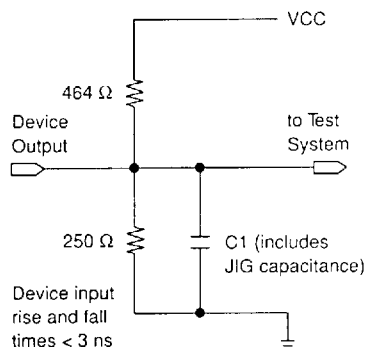 VCC
464 Ω
Device
Output
to Test
System
250 Ω
C1 (includes
JIG capacitance)
Device input
rise and fall
times < 3 ns